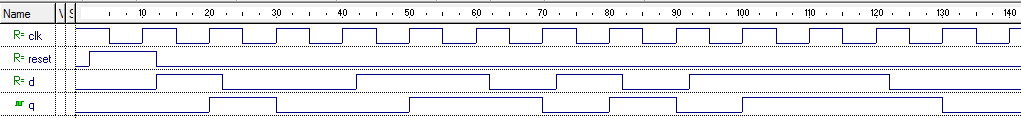 Name V S 10 20 30 40 50 60 70 80 90 100 110 120 130 140
R= clk
R= reset
R= d
q